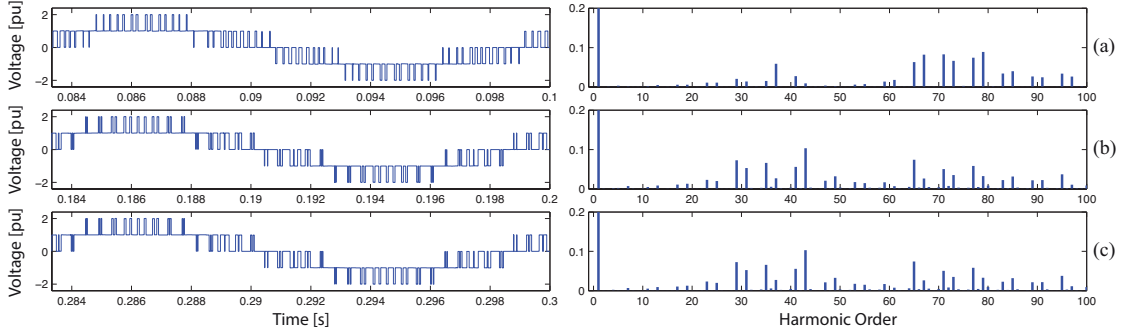 Voltage [pu]
2
0
−2
0.084 0.086 0.088 0.09 0.092 0.094 0.096 0.098 0.1
0.2
0.1
0
0 10 20 30 40 50 60 70 80 90 100
(a)
Voltage [pu]
2
0
−2
0.184 0.186 0.188 0.19 0.192 0.194 0.196 0.198 0.2
0.2
0.1
0
0 10 20 30 40 50 60 70 80 90 100
(b)
Voltage [pu]
2
0
−2
0.284 0.286 0.288 0.29 0.292 0.294 0.296 0.298 0.3
Time [s]
0.2
0.1
0
0 10 20 30 40 50 60 70 80 90 100
(c)
Harmonic Order